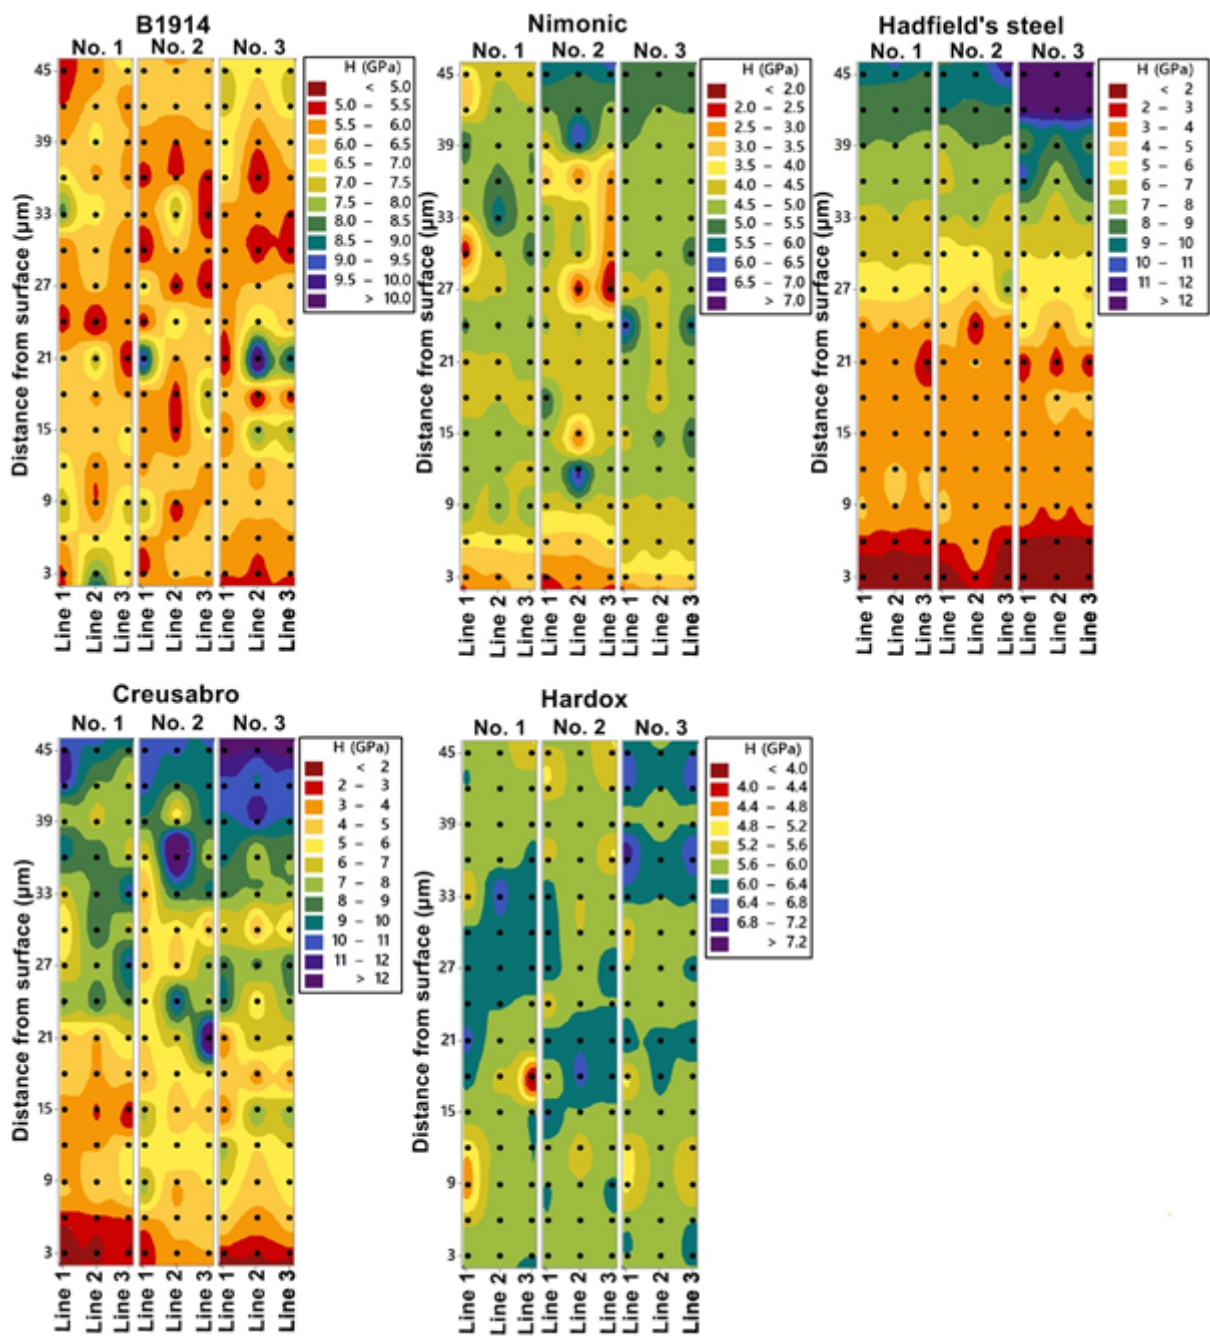 B1914
No. 1 No. 2 No. 3
45
39
33
27
21
15
9
3
Distance from surface (µm)
Line 1
Line 2
Line 3
Line 1
Line 2
Line 3
Line 1
Line 2
Line 3
H (GPa)
< 5.0
5.0 – 5.5
5.5 – 6.0
6.0 – 6.5
6.5 – 7.0
7.0 – 7.5
7.5 – 8.0
8.0 – 8.5
8.5 – 9.0
9.0 – 9.5
9.5 – 10.0
> 10.0
Nimonic
No. 1 No. 2 No. 3
45
39
33
27
21
15
9
3
Distance from surface (µm)
Line 1
Line 2
Line 3
Line 1
Line 2
Line 3
Line 1
Line 2
Line 3
H (GPa)
< 2.0
2.0 – 2.5
2.5 – 3.0
3.0 – 3.5
3.5 – 4.0
4.0 – 4.5
4.5 – 5.0
5.0 – 5.5
5.5 – 6.0
6.0 – 6.5
6.5 – 7.0
> 7.0
Hadfield's steel
No. 1 No. 2 No. 3
45
39
33
27
21
15
9
3
Distance from surface (µm)
Line 1
Line 2
Line 3
Line 1
Line 2
Line 3
Line 1
Line 2
Line 3
H (GPa)
< 2
2 – 3
3 – 4
4 – 5
5 – 6
6 – 7
7 – 8
8 – 9
9 – 10
10 – 11
11 – 12
> 12
Creusabro
No. 1 No. 2 No. 3
45
39
33
27
21
15
9
3
Distance from surface (µm)
Line 1
Line 2
Line 3
Line 1
Line 2
Line 3
Line 1
Line 2
Line 3
H (GPa)
< 2
2 – 3
3 – 4
4 – 5
5 – 6
6 – 7
7 – 8
8 – 9
9 – 10
10 – 11
11 – 12
> 12
Hardox
No. 1 No. 2 No. 3
45
39
33
27
21
15
9
3
Distance from surface (µm)
Line 1
Line 2
Line 3
Line 1
Line 2
Line 3
Line 1
Line 2
Line 3
H (GPa)
< 4.0
4.0 – 4.4
4.4 – 4.8
4.8 – 5.2
5.2 – 5.6
5.6 – 6.0
6.0 – 6.4
6.4 – 6.8
6.8 – 7.2
> 7.2